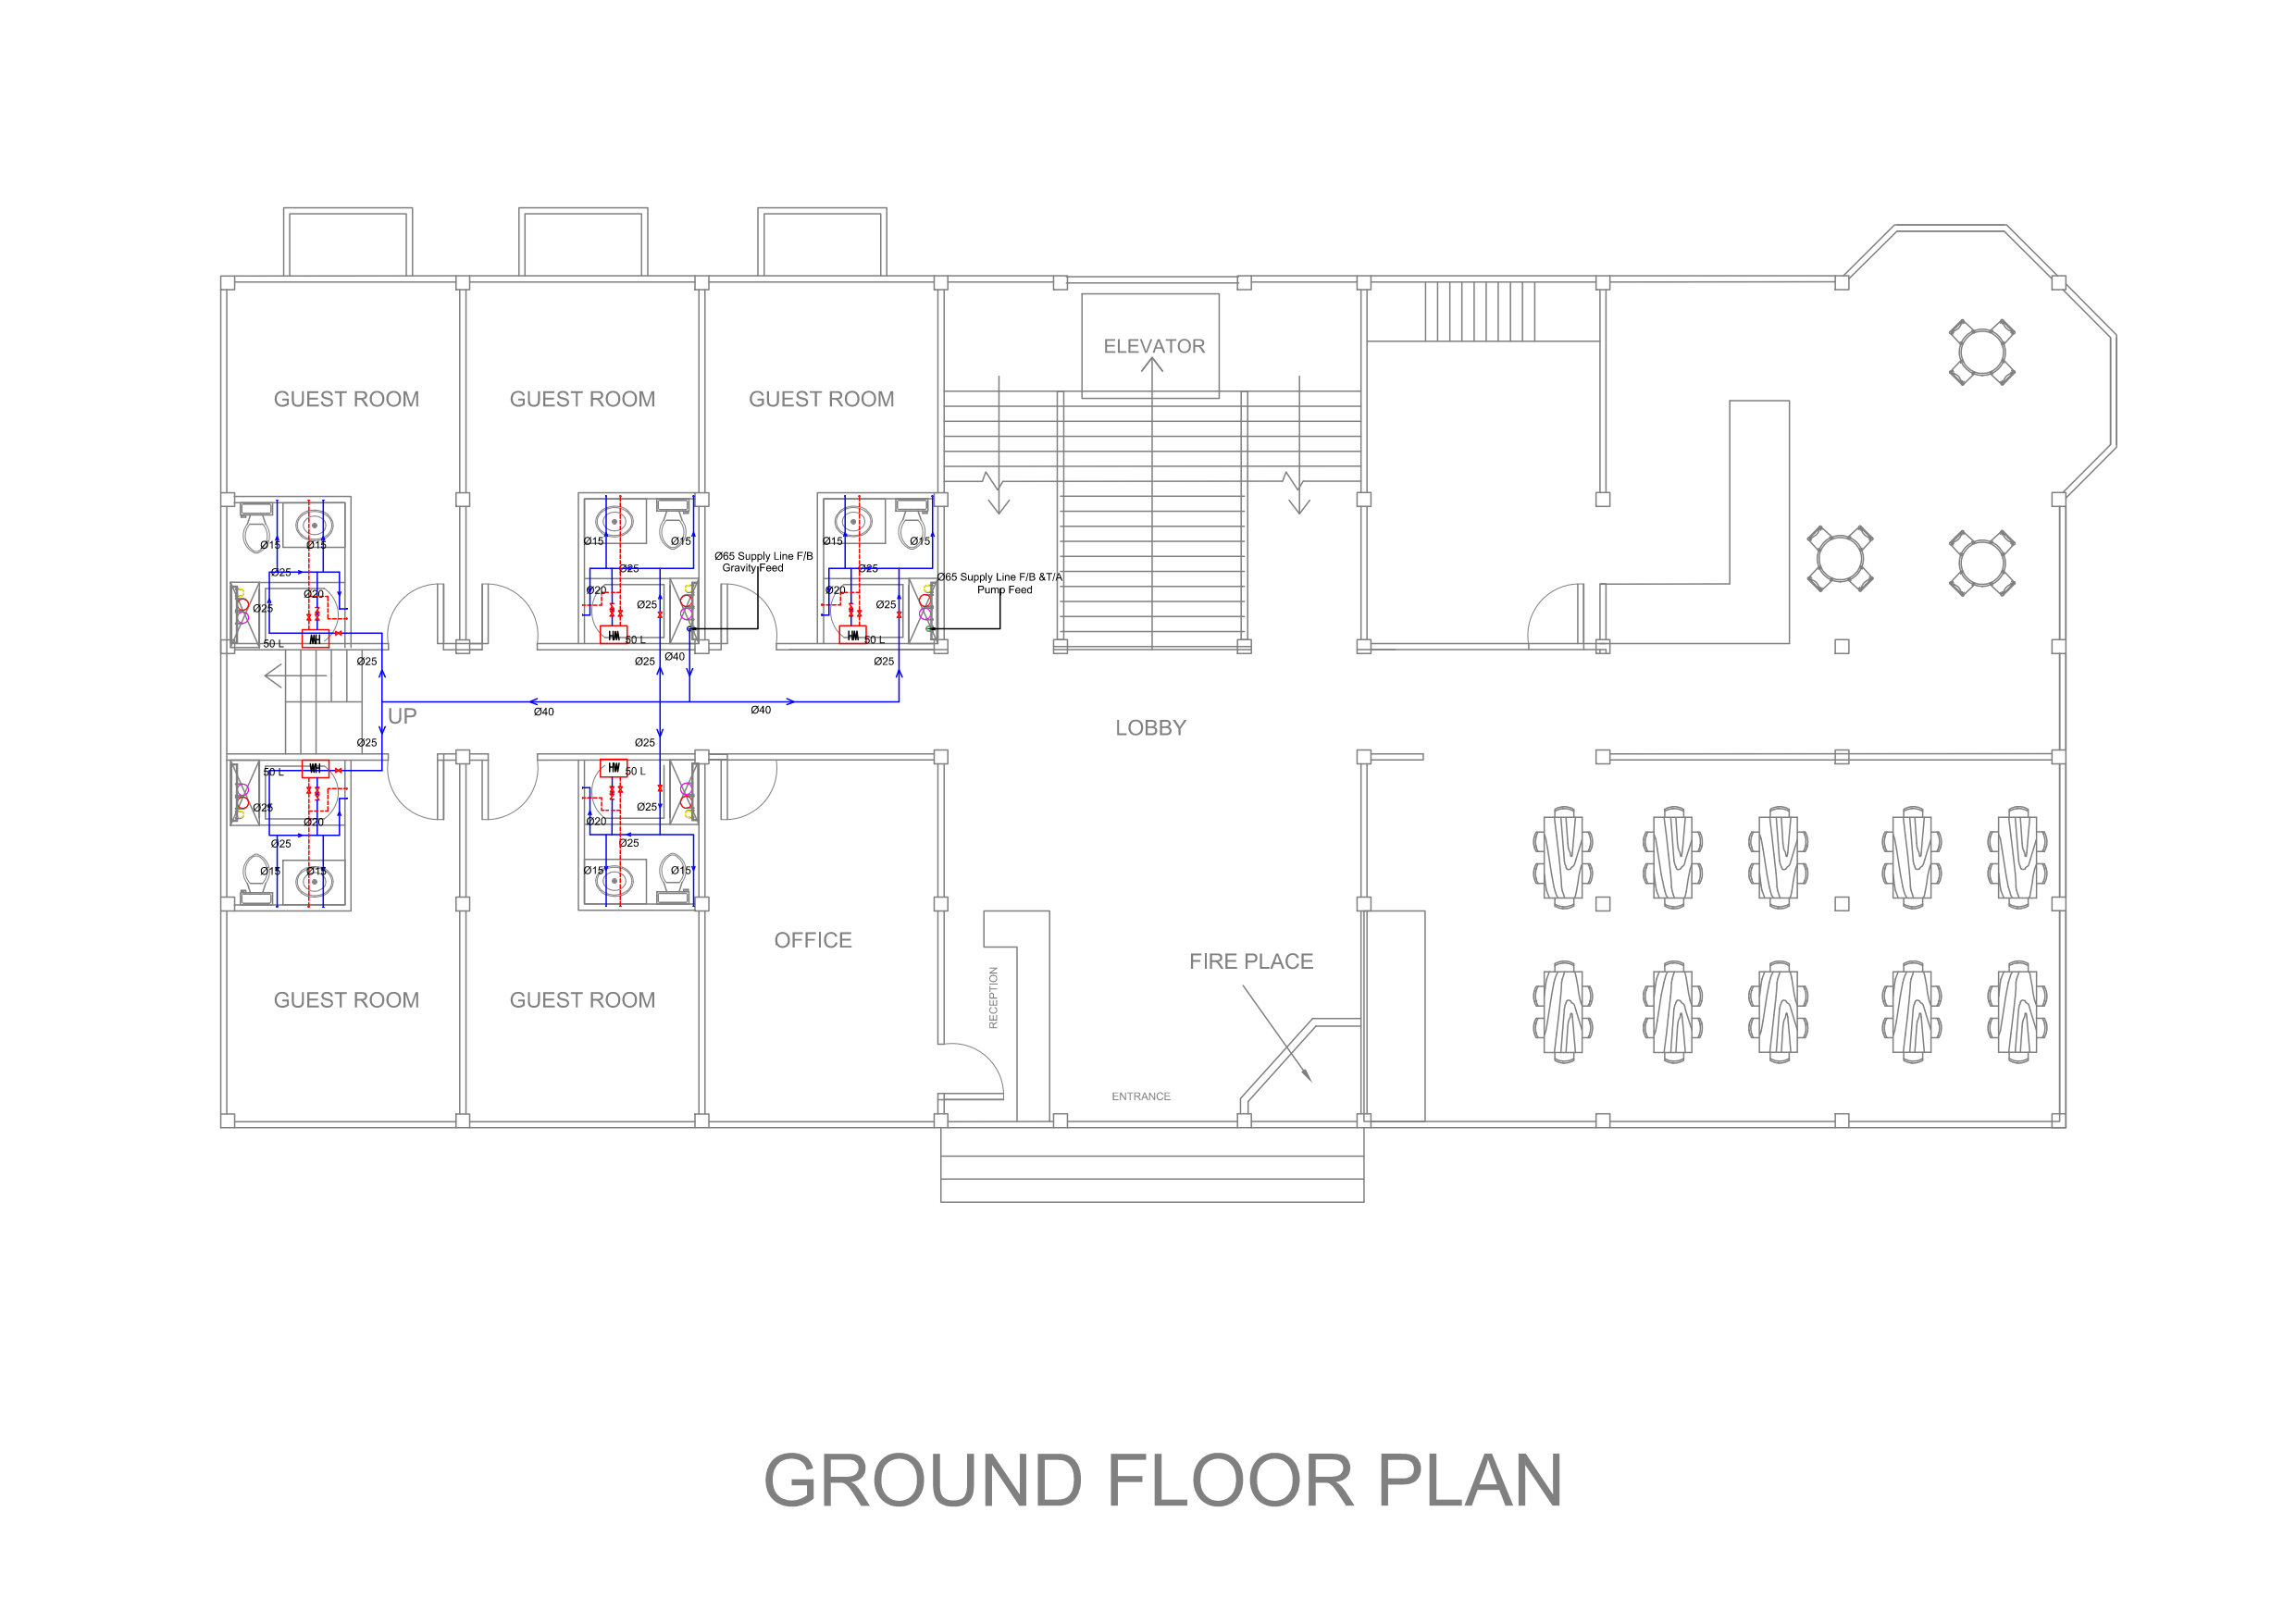 ELEVATOR
GUEST ROOM
GUEST ROOM
GUEST ROOM
Ø15
Ø15
Ø15
Ø15
Ø15
Ø15
Ø65 Supply Line F/B
Gravity Feed
Ø25
Ø25
Ø25
Ø65 Supply Line F/B &T/A
Pump Feed
Ø20
Ø20
Ø20
Ø25
Ø25
Ø25
WH
HW
HW
50 L
50 L
50 L
Ø25
Ø25
Ø40
Ø25
UP
Ø40
Ø40
LOBBY
Ø25
Ø25
WH
HW
50 L
50 L
Ø25
Ø25
Ø20
Ø20
Ø25
Ø25
Ø15
Ø15
Ø15
Ø15
OFFICE
FIRE PLACE
RECEPTION
GUEST ROOM
GUEST ROOM
ENTRANCE
GROUND FLOOR PLAN